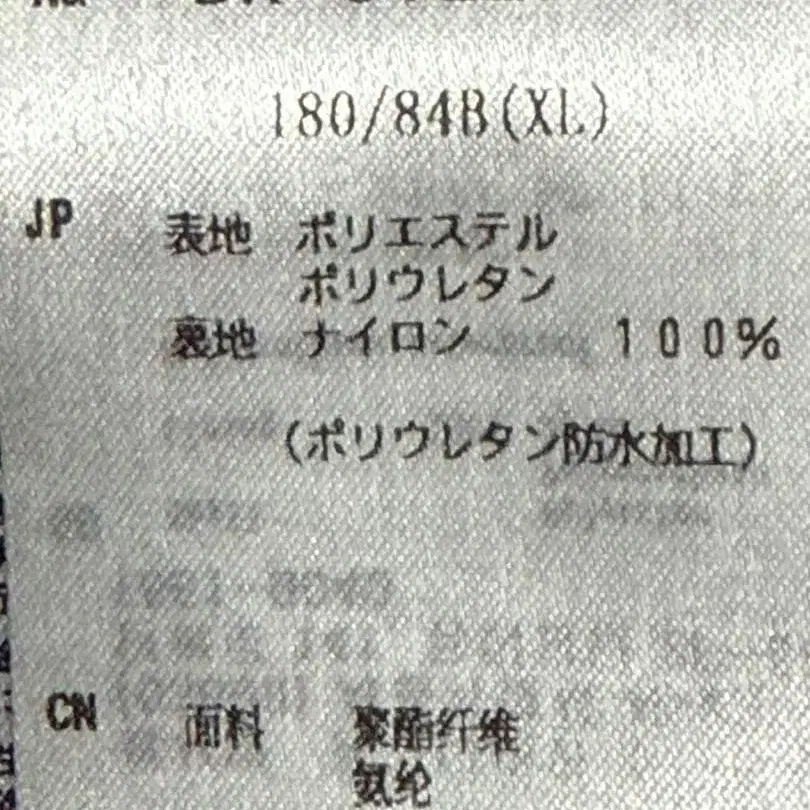 180/84B(XL)
JP 表地 ポリエステル
ポリウレタン
裏地 ナイロン 100%
(ポリウレタン防水加工)
CN 面料 聚酯纤维
氨纶